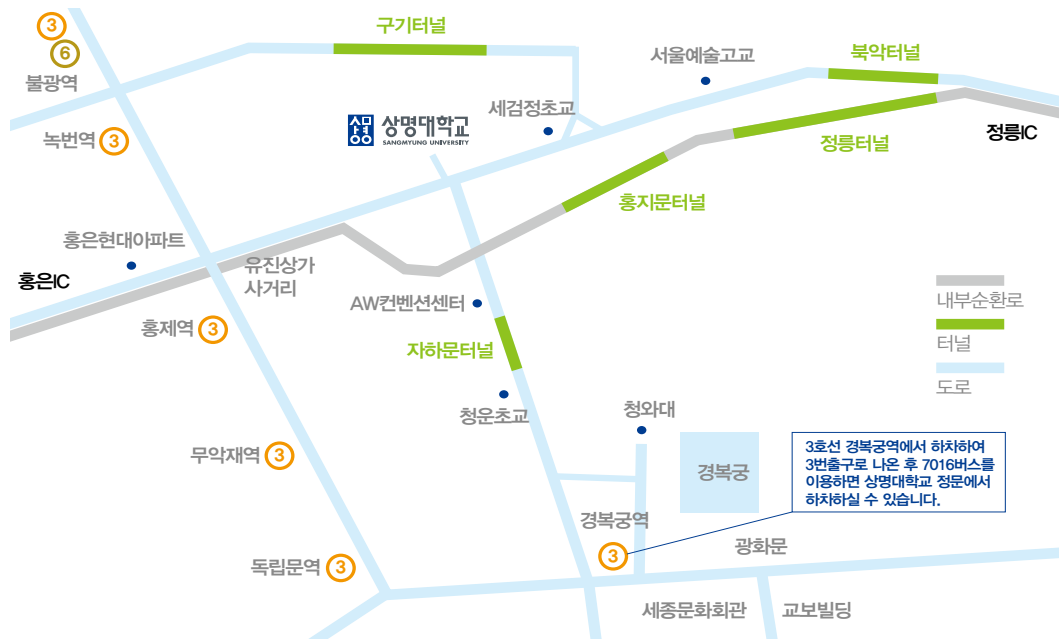 3
6
불광역
구기터널
서울예술고교
북악터널
세검정초교
상명
상명대학교
SANGMYUNG UNIVERSITY
녹번역 3
정릉터널
정릉IC
홍지문터널
홍은현대아파트
홍은IC
유진상가
사거리
AW컨벤션센터
내부순환로
홍제역 3
터널
자하문터널
도로
청운초교
청와대
무악재역 3
경복궁
3호선 경복궁역에서 하차하여
3번출구로 나온 후 7016버스를
이용하면 상명대학교 정문에서
하차하실 수 있습니다.
경복궁역
3
광화문
독립문역 3
세종문화회관
교보빌딩